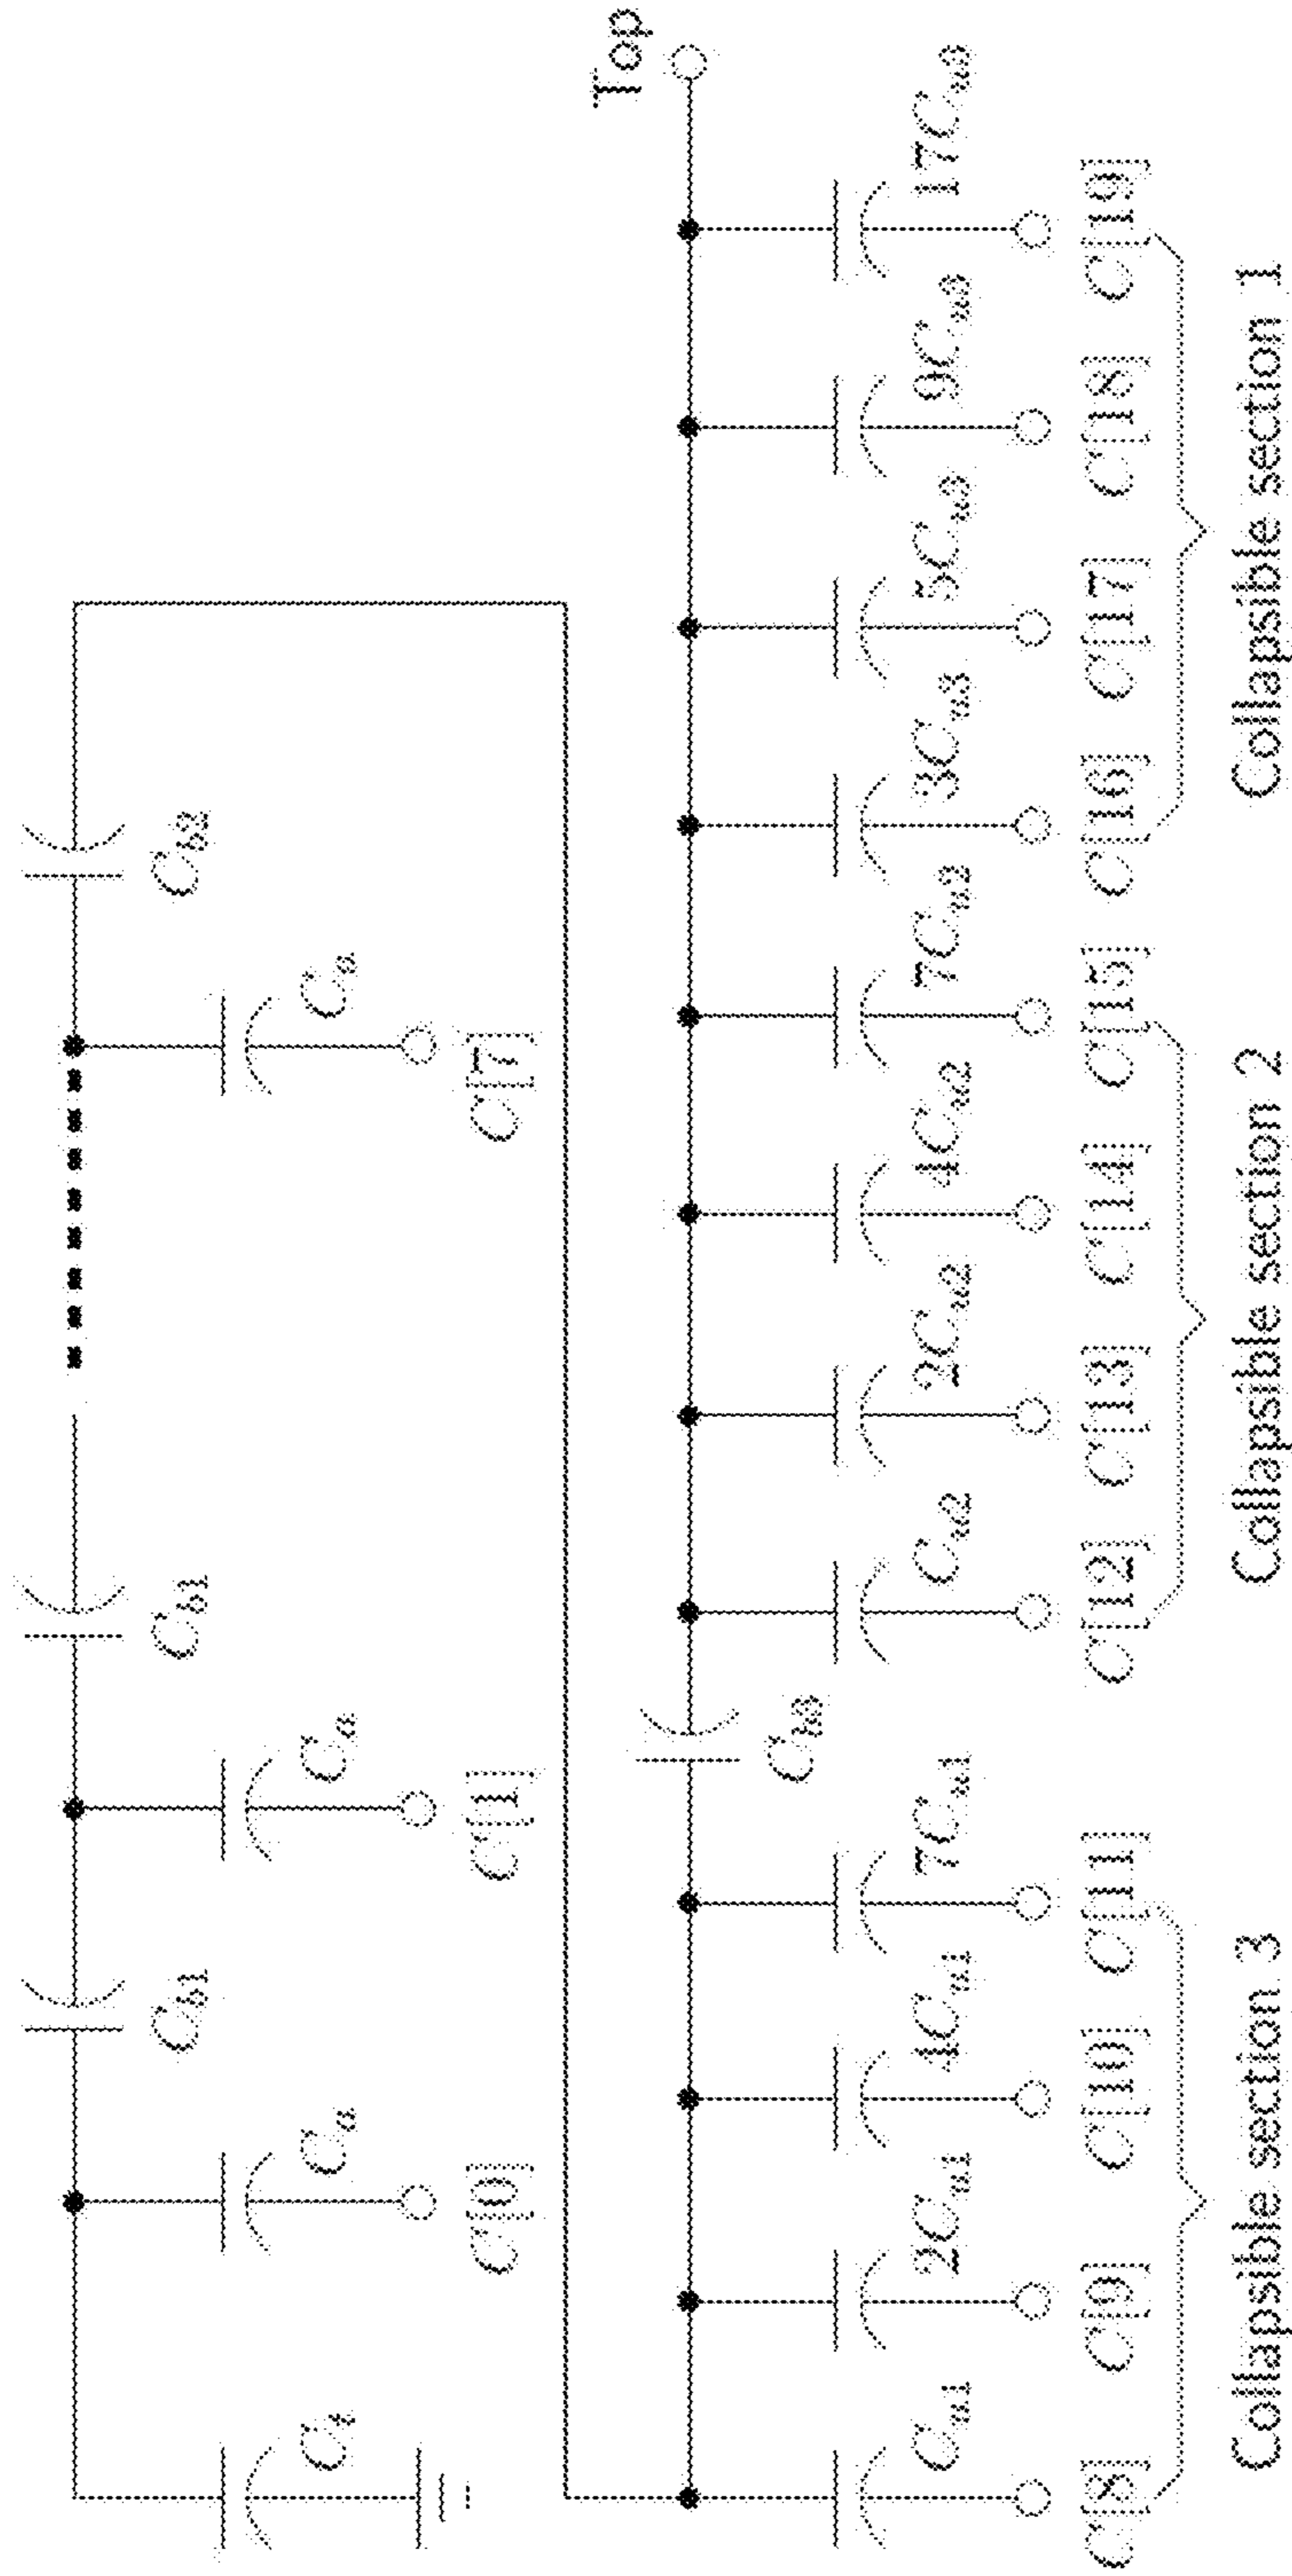 C_b1 C_b1 C_b2
C_t C_a C_a C_a
C[0] C[1] C[7]
Top
C_b3
C_u1 2C_u1 4C_u1 7C_u1 C_u2 2C_u2 4C_u2 7C_u2 3C_u3 5C_u3 9C_u3 17C_u3
C[8] C[9] C[10] C[11] C[12] C[13] C[14] C[15] C[16] C[17] C[18] C[19]
Collapsible section 3 Collapsible section 2 Collapsible section 1